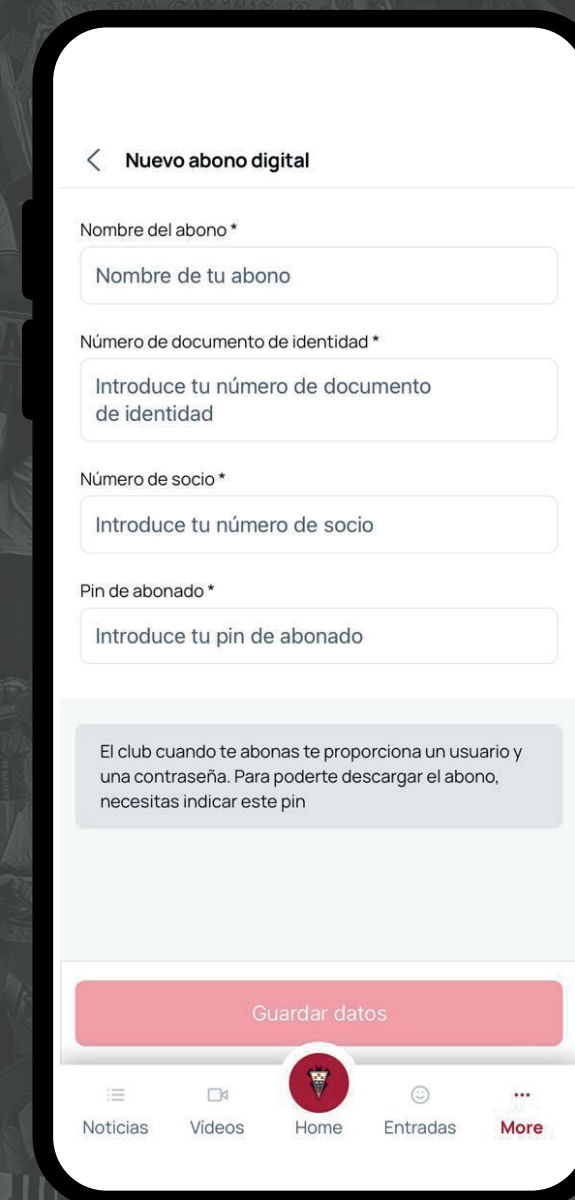 Nuevo abono digital
Nombre del abono *
Nombre de tu abono
Número de documento de identidad *
Introduce tu número de documento
de identidad
Número de socio *
Introduce tu número de socio
Pin de abonado *
Introduce tu pin de abonado
El club cuando te abonas te proporciona un usuario y
una contraseña. Para poderte descargar el abono,
necesitas indicar este pin
Guardar datos
Noticias Vídeos Home Entradas More